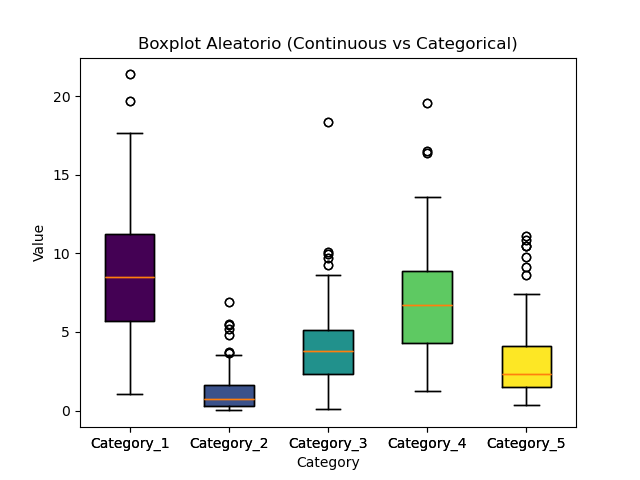 Boxplot Aleatorio (Continuous vs Categorical)
20
15
10
5
0
Value
Category_1 Category_2 Category_3 Category_4 Category_5
Category